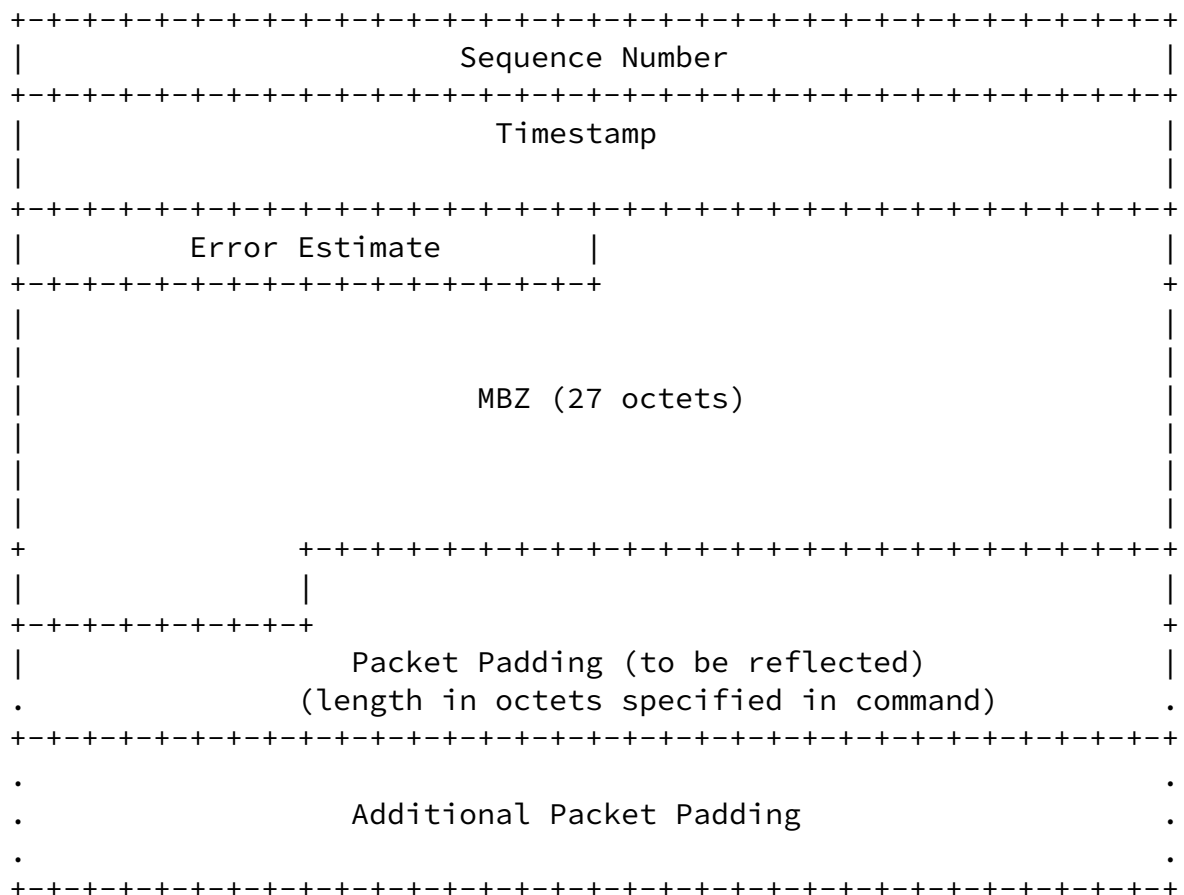 +-+-+-+-+-+-+-+-+-+-+-+-+-+-+-+-+-+-+-+-+-+-+-+-+-+-+-+-+-+-+-+-+
|                        Sequence Number                        |
+-+-+-+-+-+-+-+-+-+-+-+-+-+-+-+-+-+-+-+-+-+-+-+-+-+-+-+-+-+-+-+-+
|                          Timestamp                            |
|                                                               |
+-+-+-+-+-+-+-+-+-+-+-+-+-+-+-+-+-+-+-+-+-+-+-+-+-+-+-+-+-+-+-+-+
|         Error Estimate        |                               |
+-+-+-+-+-+-+-+-+-+-+-+-+-+-+-+-+                               +
|                                                               |
|                                                               |
|                         MBZ (27 octets)                       |
|                                                               |
|                                                               |
|                                                               |
+               +-+-+-+-+-+-+-+-+-+-+-+-+-+-+-+-+-+-+-+-+-+-+-+-+
|               |                                               |
+-+-+-+-+-+-+-+-+                                               +
|                  Packet Padding (to be reflected)             |
.               (length in octets specified in command)         .
+-+-+-+-+-+-+-+-+-+-+-+-+-+-+-+-+-+-+-+-+-+-+-+-+-+-+-+-+-+-+-+-+
.                                                               .
.                  Additional Packet Padding                    .
.                                                               .
+-+-+-+-+-+-+-+-+-+-+-+-+-+-+-+-+-+-+-+-+-+-+-+-+-+-+-+-+-+-+-+-+